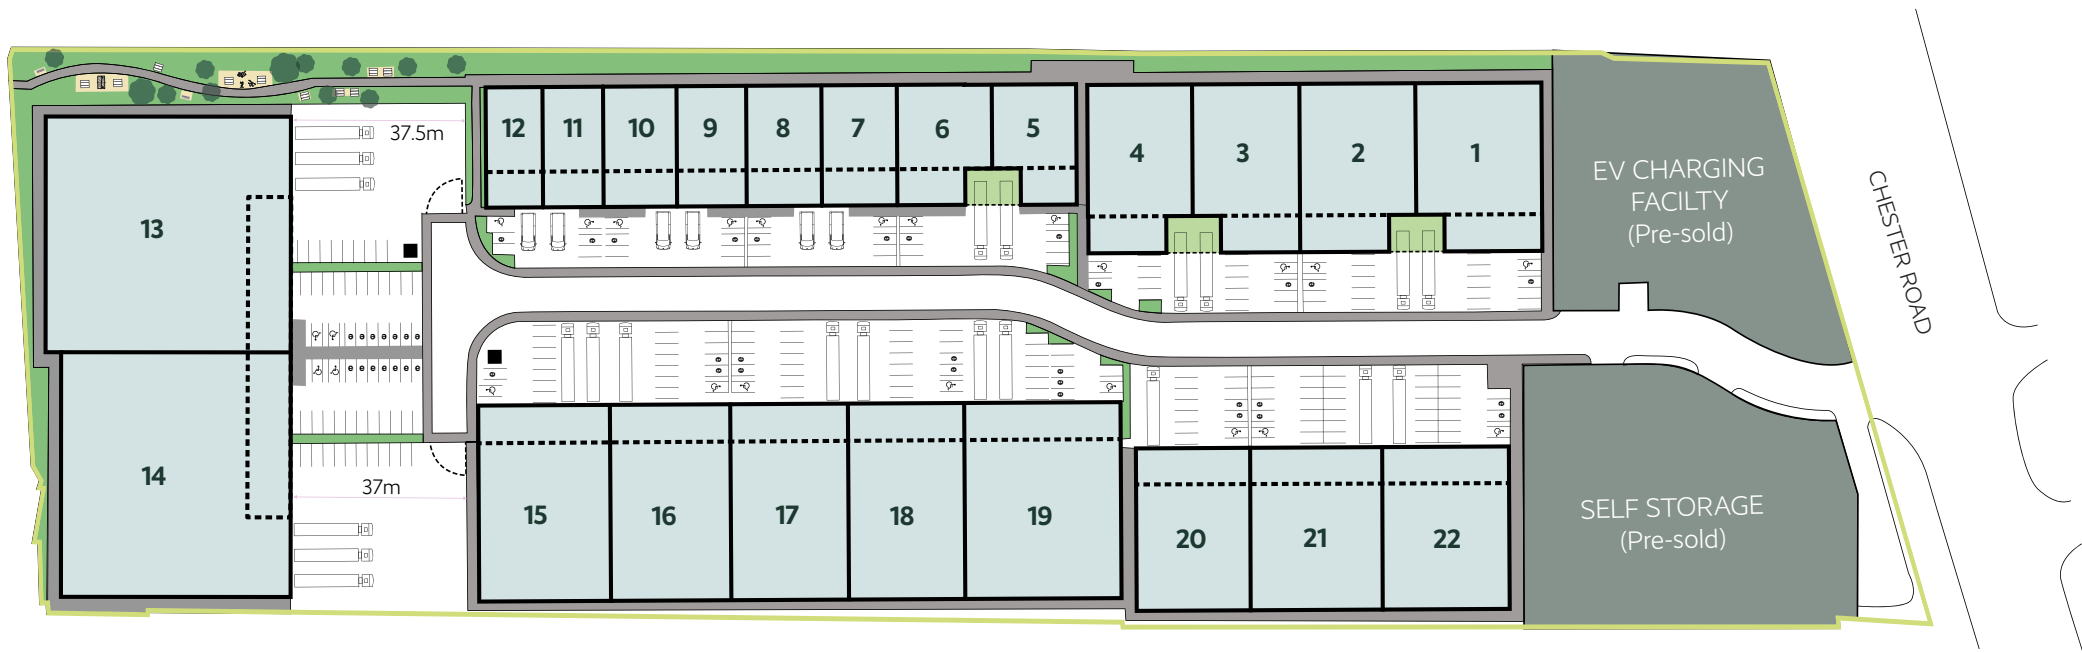 37.5m
12 11 10 9 8 7 6 5
4 3 2 1
EV CHARGING
FACILTY
(Pre-sold)
CHESTER ROAD
13
14
37m
15 16 17 18 19
20 21 22
SELF STORAGE
(Pre-sold)